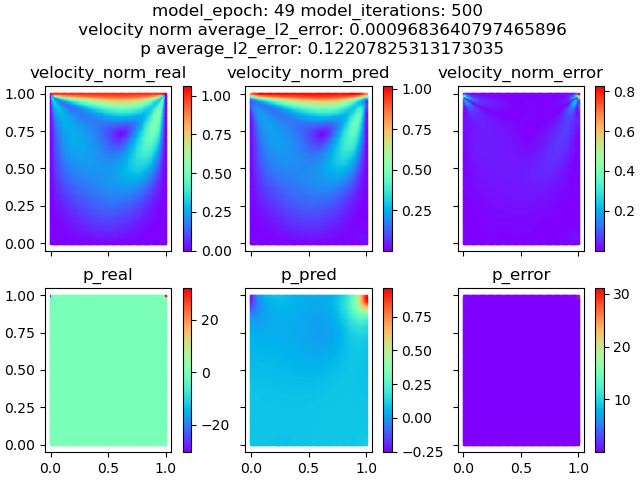 model_epoch: 49 model_iterations: 500
velocity norm average_l2_error: 0.0009683640797465896
p average_l2_error: 0.12207825313173035
velocity_norm_real velocity_norm_pred velocity_norm_error
1.00 0.75 0.50 0.25 0.00
1.00 0.75 0.50 0.25 0.00
1.00 0.75 0.50 0.25
0.8 0.6 0.4 0.2
p_real p_pred p_error
1.00 0.75 0.50 0.25 0.00
20 0 −20
0.75 0.50 0.25 0.00 −0.25
30 20 10
0.0 0.5 1.0 0.0 0.5 1.0 0.0 0.5 1.0